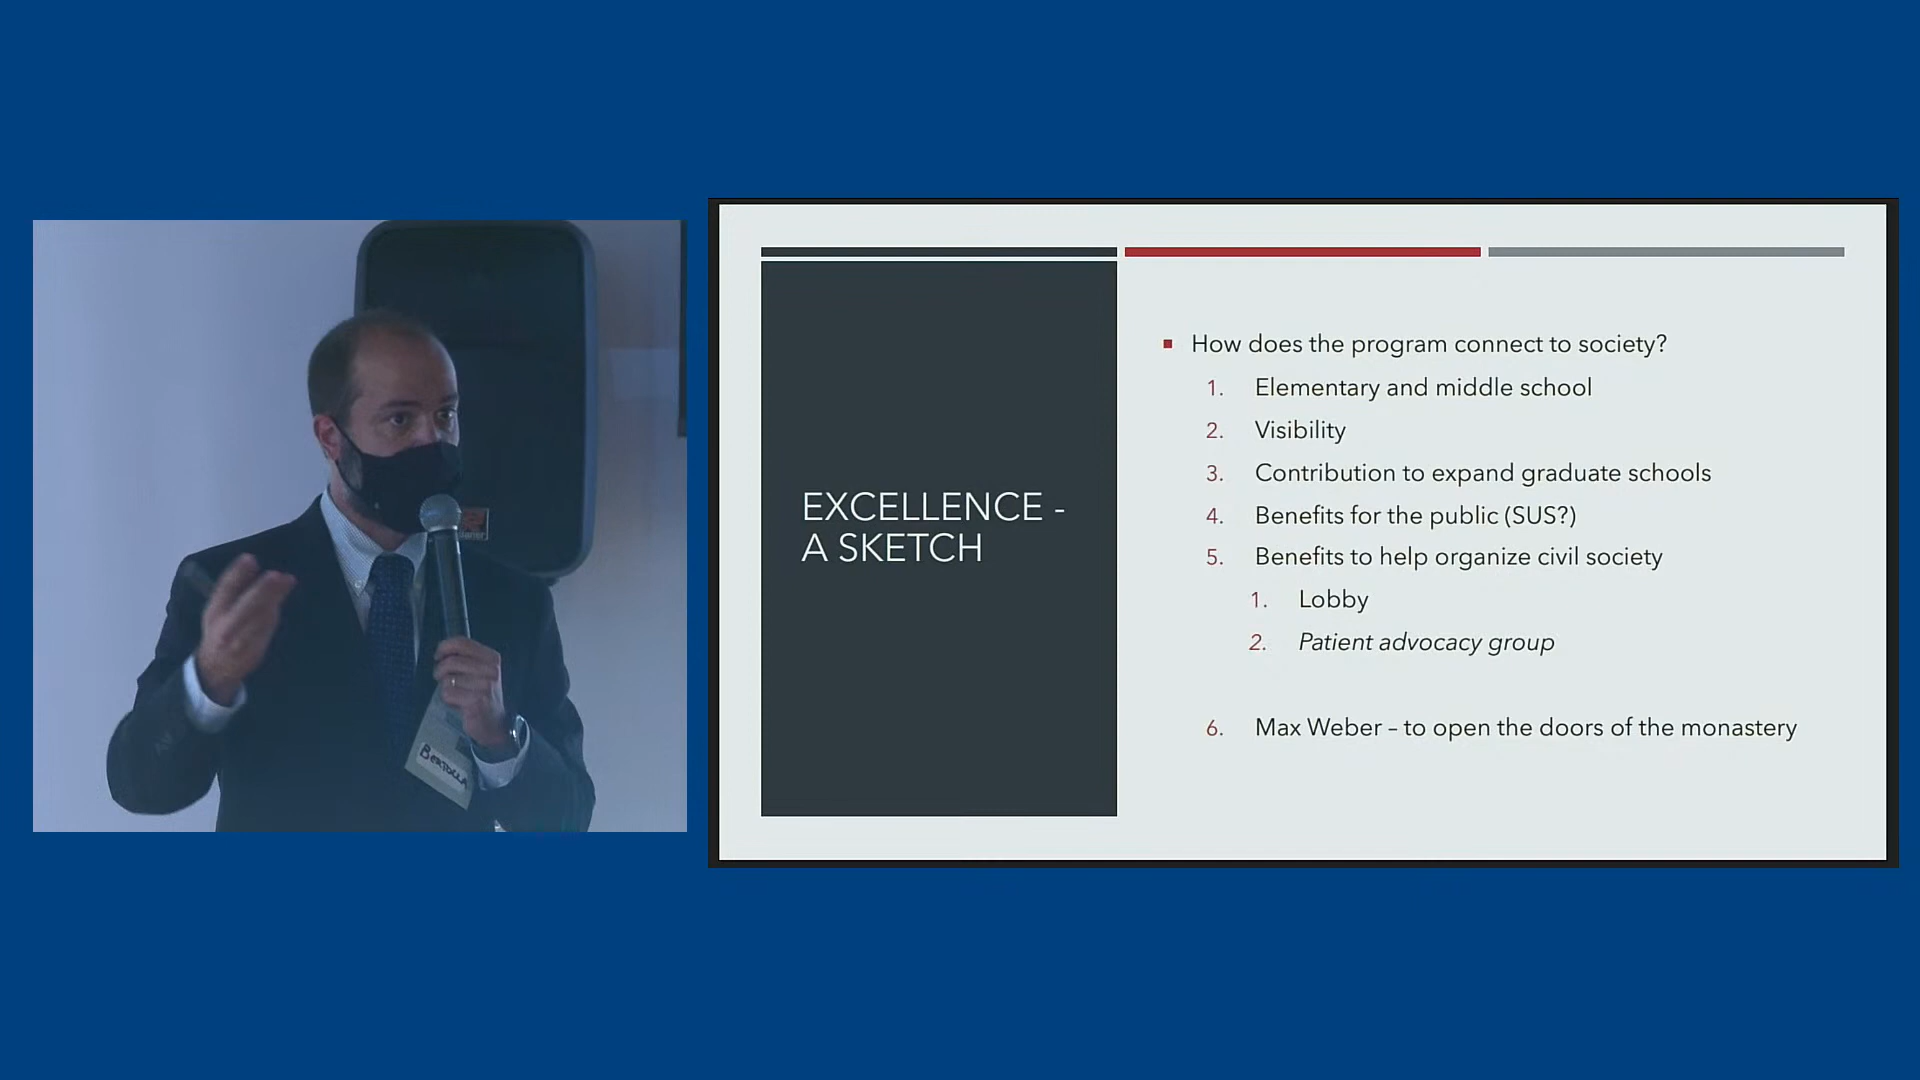 BERTOLLA
EXCELLENCE -
A SKETCH
▪ How does the program connect to society?
1. Elementary and middle school
2. Visibility
3. Contribution to expand graduate schools
4. Benefits for the public (SUS?)
5. Benefits to help organize civil society
1. Lobby
2. Patient advocacy group
6. Max Weber – to open the doors of the monastery